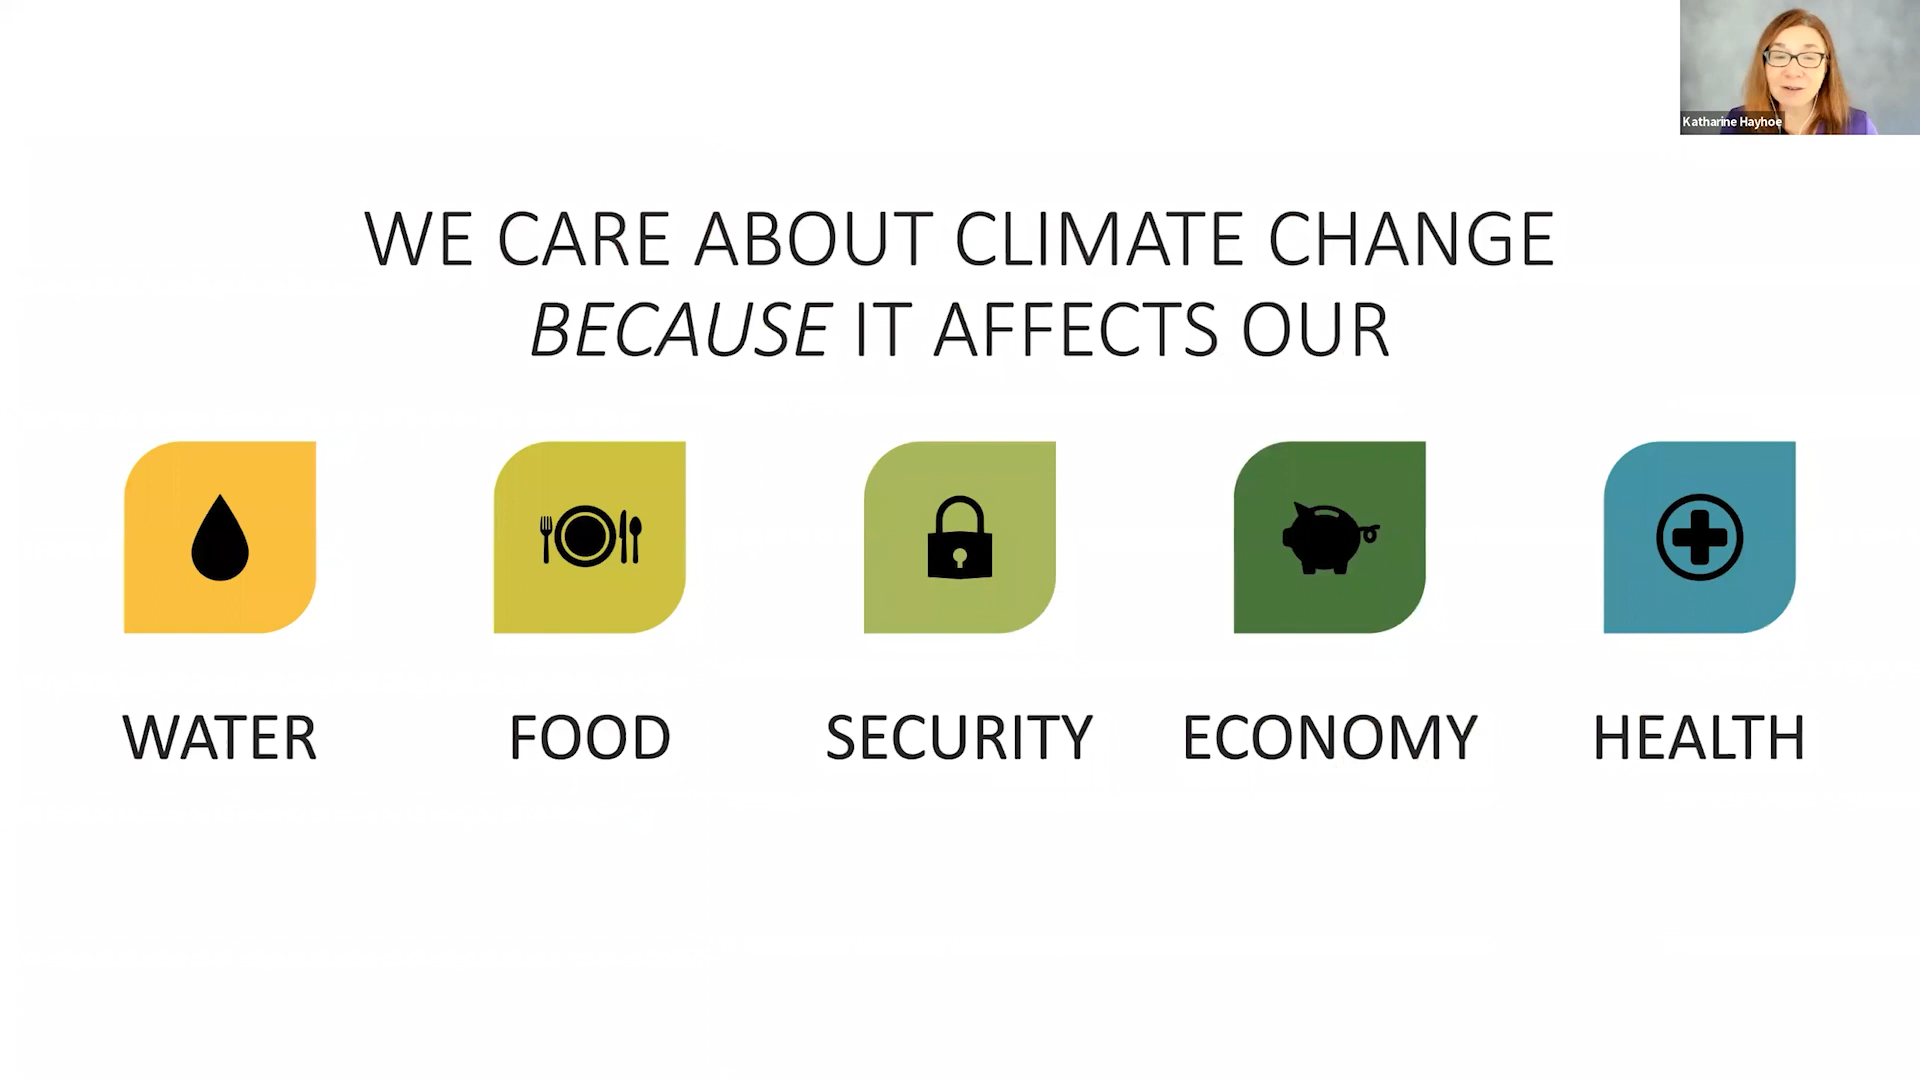 Katharine Hayhoe
WE CARE ABOUT CLIMATE CHANGE
BECAUSE IT AFFECTS OUR
WATER
FOOD
SECURITY
ECONOMY
HEALTH